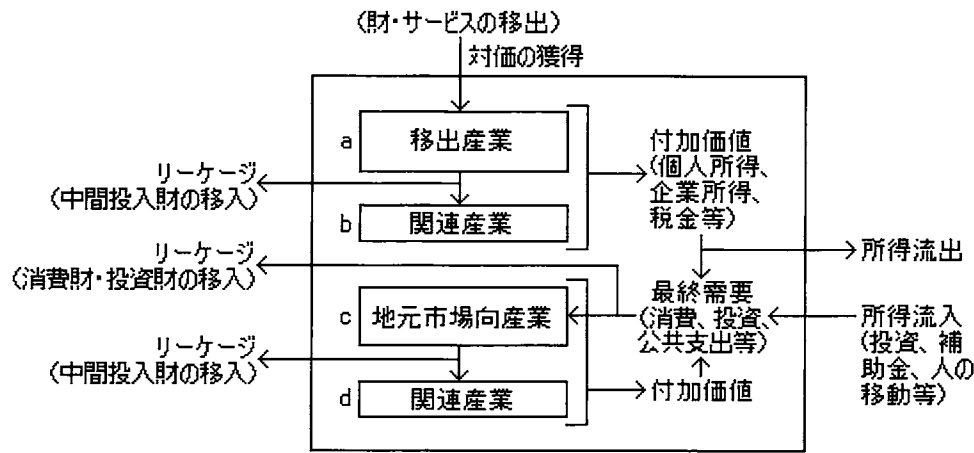 (財・サービスの移出)
対価の獲得
a
移出産業
リーケージ
(中間投入財の移入)
b
関連産業
付加価値
(個人所得、
企業所得、
税金等)
所得流出
リーケージ
(消費財・投資財の移入)
c
地元市場向産業
最終需要
(消費、投資、
公共支出等)
所得流入
(投資、補
助金、人の
移動等)
リーケージ
(中間投入財の移入)
d
関連産業
付加価値